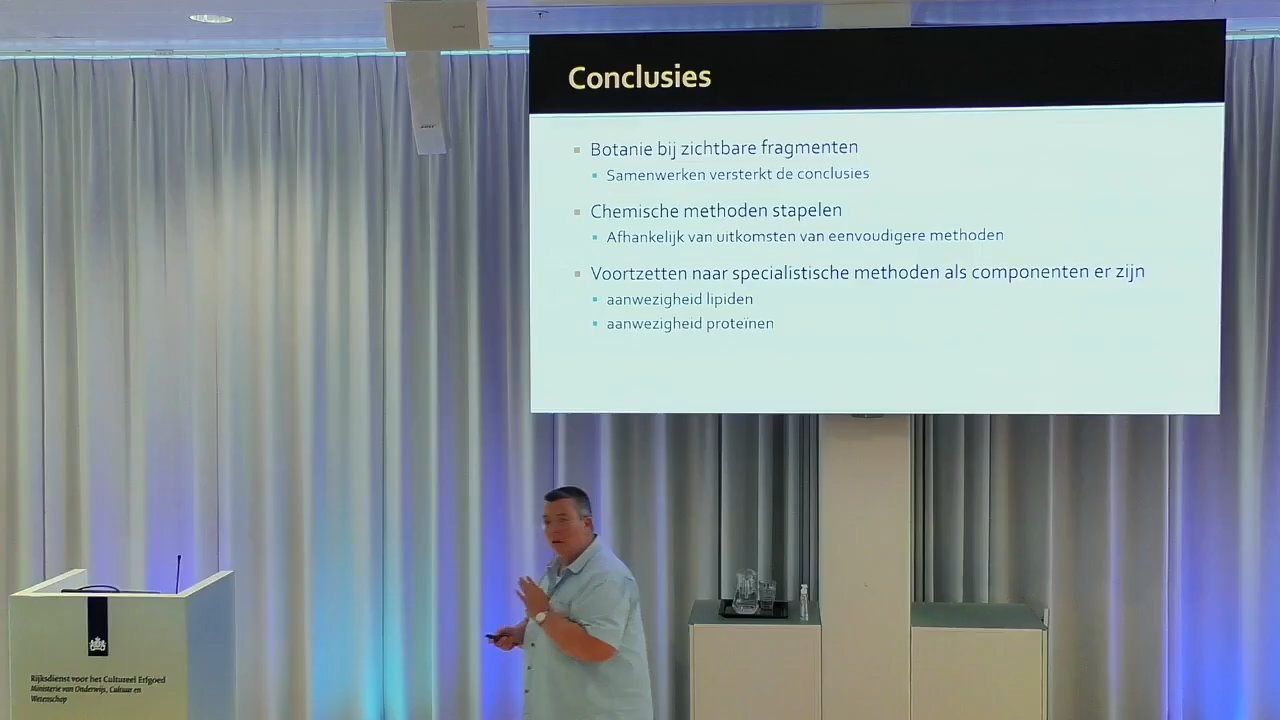 Conclusies
Botanie bij zichtbare fragmenten
Samenwerken versterkt de conclusies
Chemische methoden stapelen
Afhankelijk van uitkomsten van eenvoudigere methoden
Voortzetten naar specialistische methoden als componenten er zijn
aanwezigheid lipiden
aanwezigheid proteïnen
Rijksdienst voor het Cultureel Erfgoed
Ministerie van Onderwijs, Cultuur en
Wetenschap